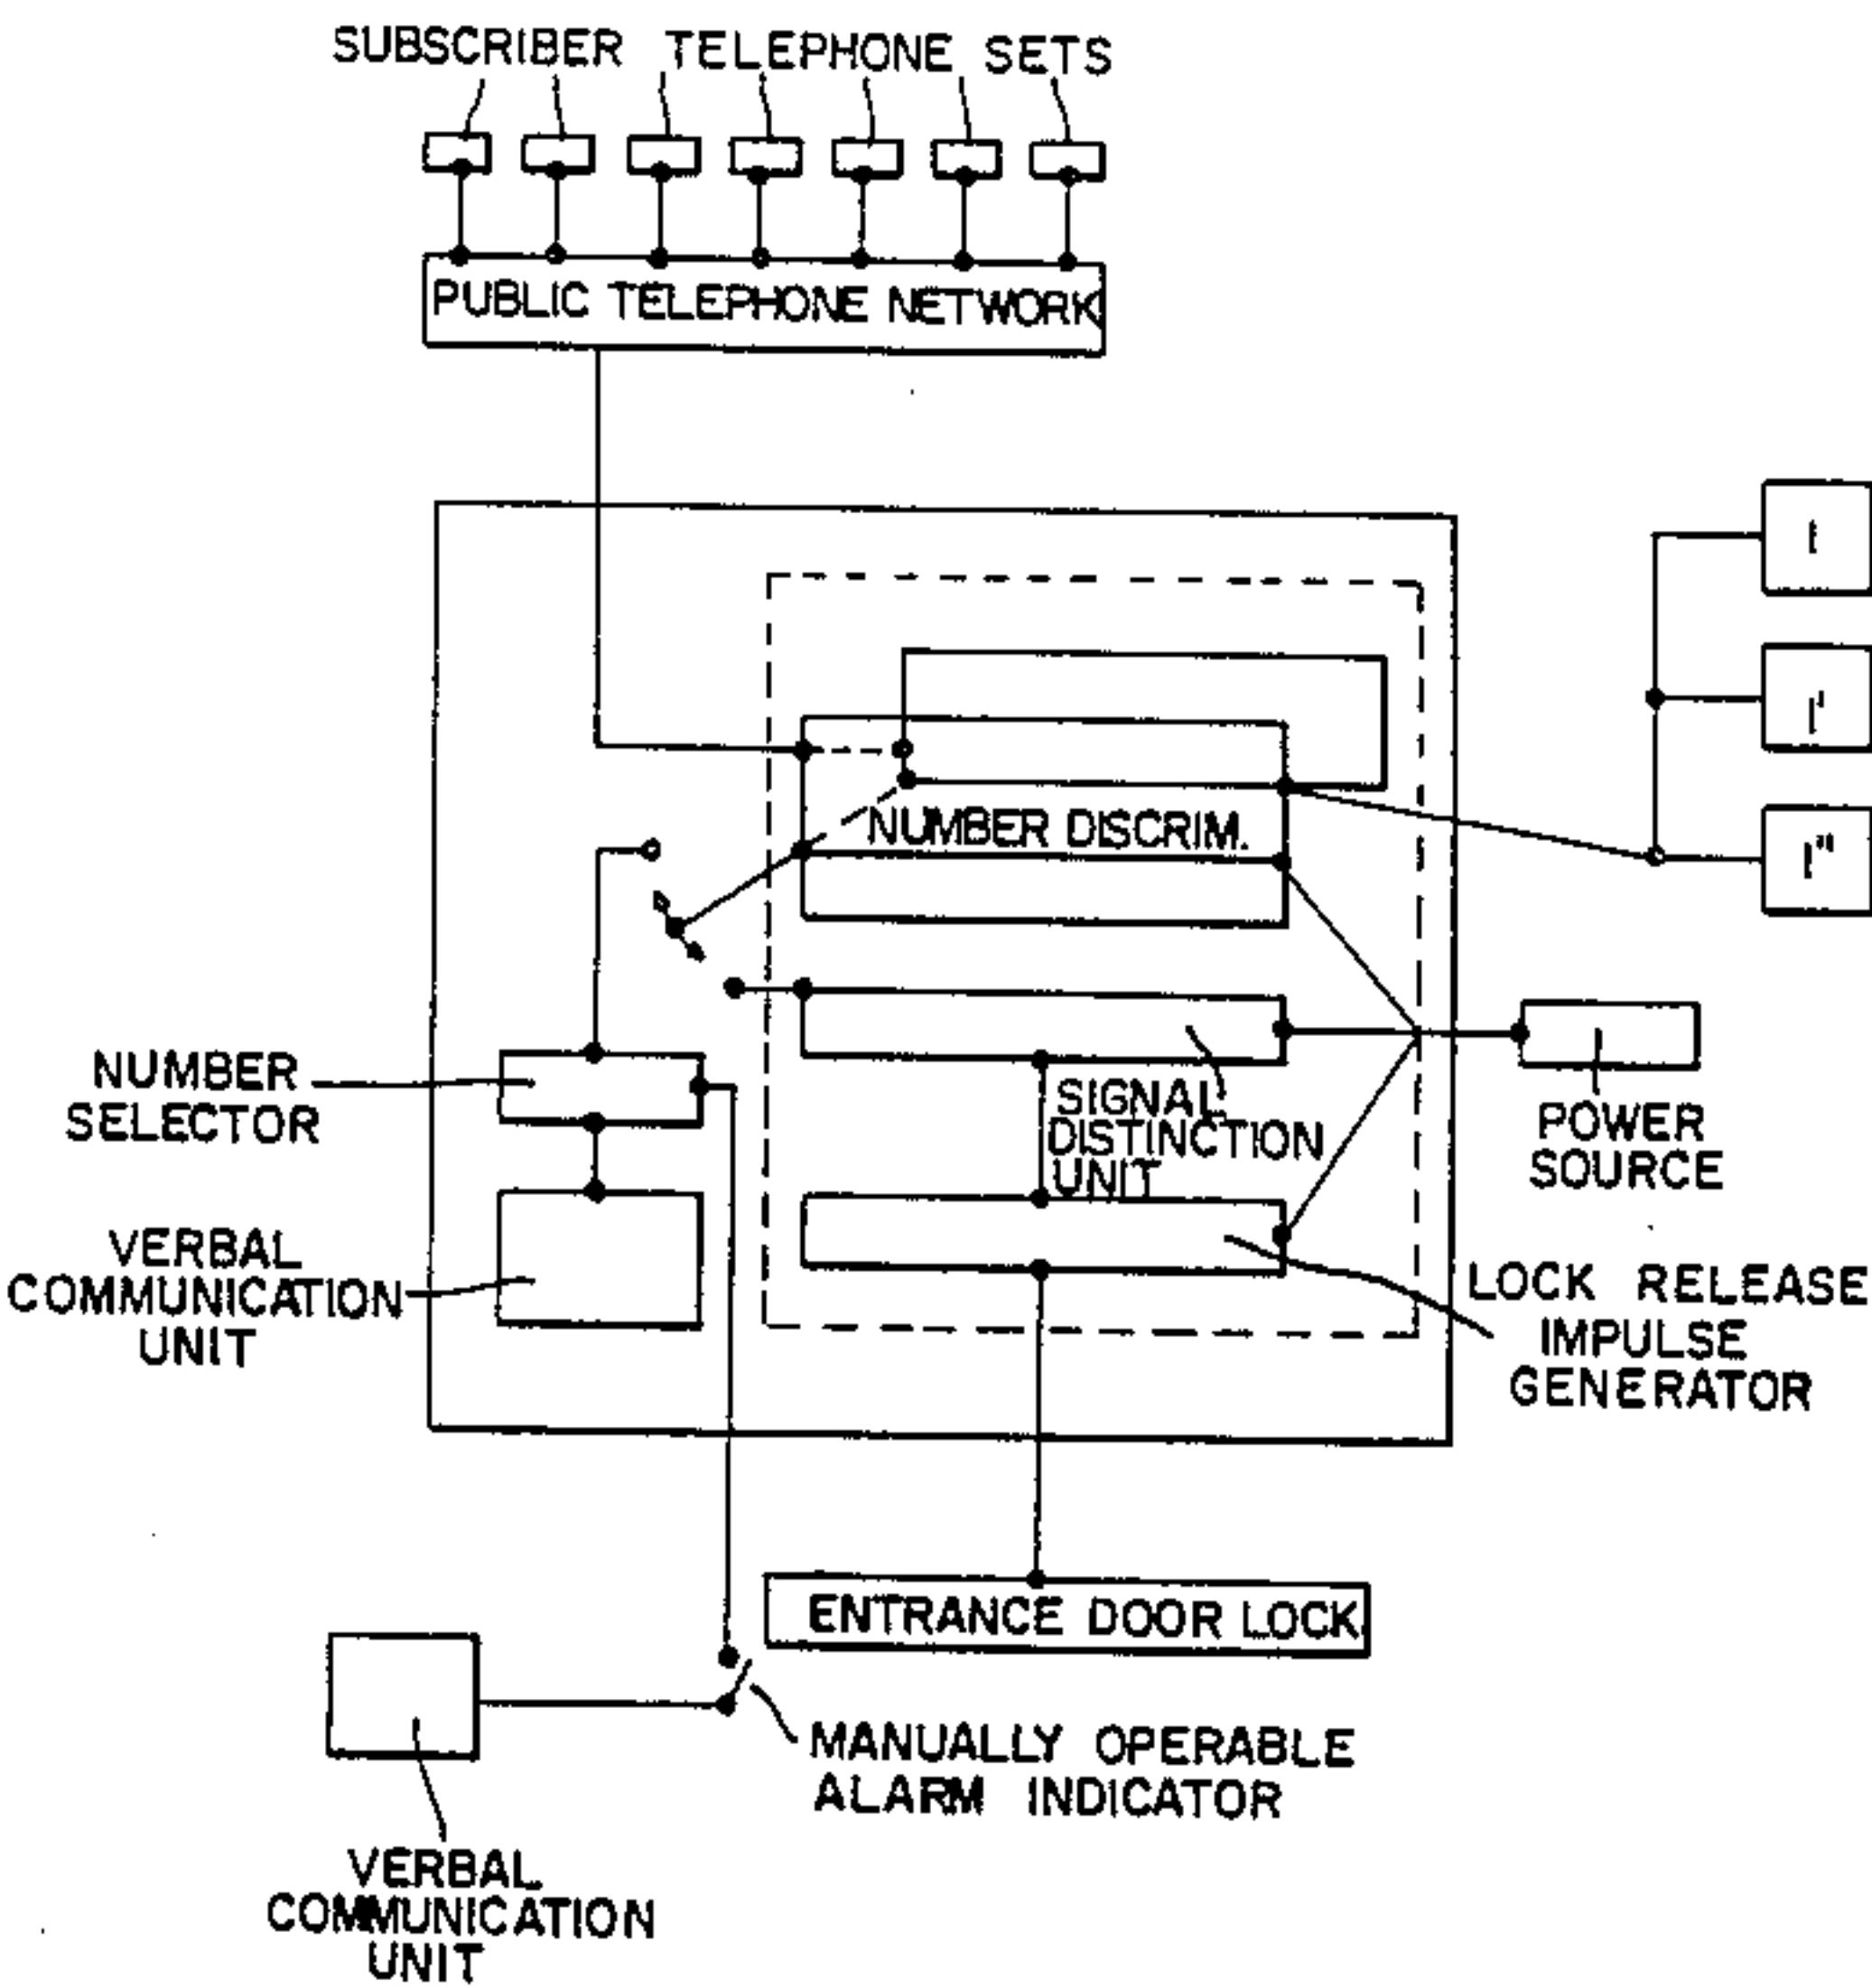 SUBSCRIBER TELEPHONE SETS
PUBLIC TELEPHONE NETWORK
I
I'
I"
NUMBER DISCRIM.
NUMBER
SELECTOR
SIGNAL
DISTINCTION
UNIT
POWER
SOURCE
VERBAL
COMMUNICATION
UNIT
LOCK RELEASE
IMPULSE
GENERATOR
ENTRANCE DOOR LOCK
MANUALLY OPERABLE
ALARM INDICATOR
VERBAL
COMMUNICATION
UNIT